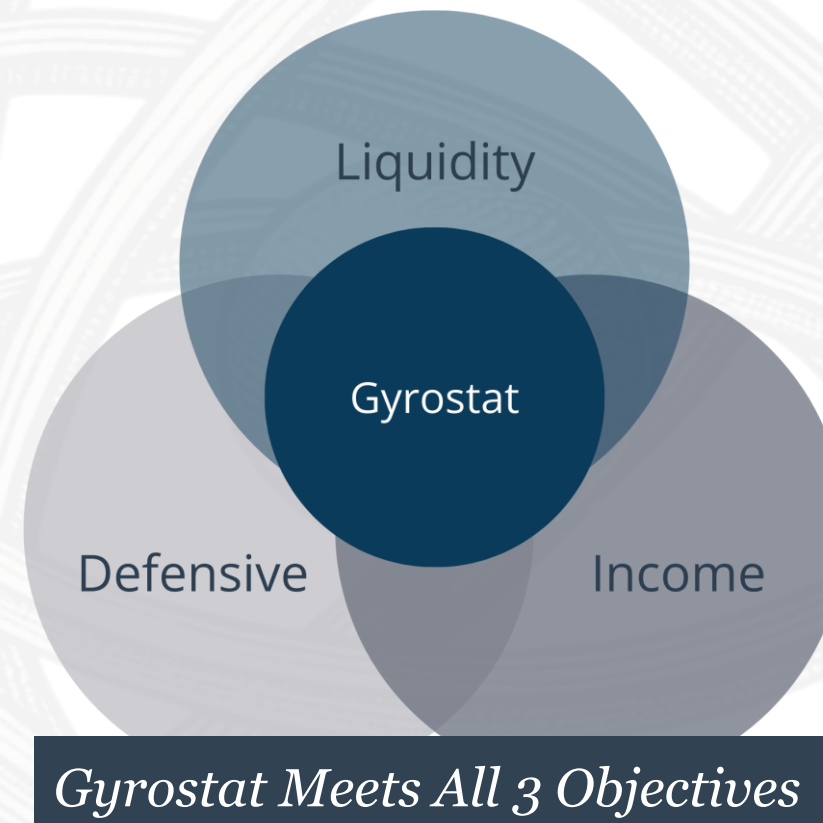 Liquidity
Gyrostat
Defensive
Income
Gyrostat Meets All 3 Objectives